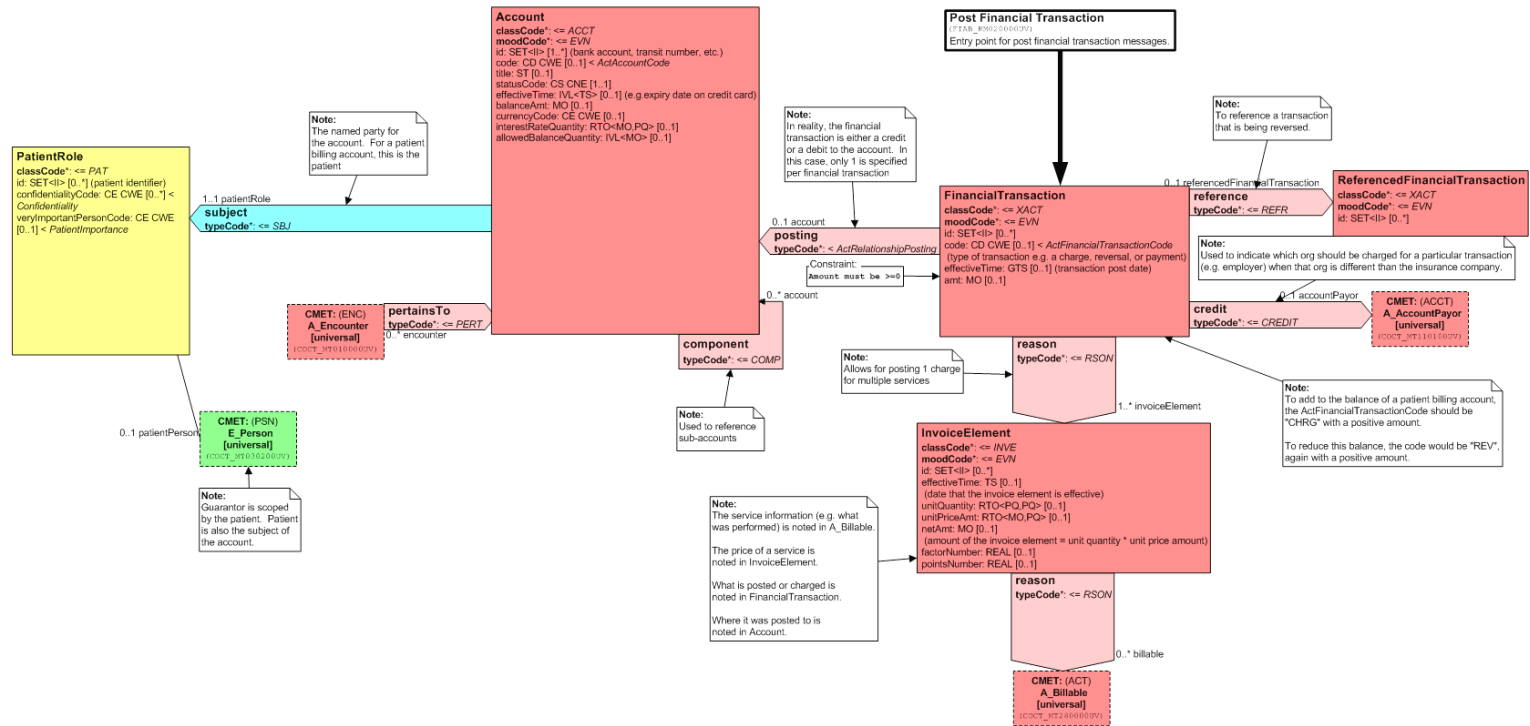 Account
classCode*: <= ACCT
moodCode*: <= EVN
id: SET<II> [1..*] (bank account, transit number, etc.)
code: CD CWE [0..1] < ActAccountCode
title: ST [0..1]
statusCode: CS CNE [1..1]
effectiveTime: IVL<TS> [0..1] (e.g.expiry date on credit card)
balanceAmt: MO [0..1]
currencyCode: CE CWE [0..1]
interestRateQuantity: RTO<MO,PQ> [0..1]
allowedBalanceQuantity: IVL<MO> [0..1]
Post Financial Transaction
(FIAB_RM020000UV)
Entry point for post financial transaction messages.
Note:
The named party for
the account. For a patient
billing account, this is the
patient
Note:
In reality, the financial
transaction is either a credit
or a debit to the account. In
this case, only 1 is specified
per financial transaction
Note:
To reference a transaction
that is being reversed.
PatientRole
classCode*: <= PAT
id: SET<II> [0..*] (patient identifier)
confidentialityCode: CE CWE [0..*] <
Confidentiality
veryImportantPersonCode: CE CWE
[0..1] < PatientImportance
1..1 patientRole
subject
typeCode*: <= SBJ
0..1 account
posting
typeCode*: < ActRelationshipPosting
FinancialTransaction
classCode*: <= XACT
moodCode*: <= EVN
id: SET<II> [0..*]
code: CD CWE [0..1] < ActFinancialTransactionCode
(type of transaction e.g. a charge, reversal, or payment)
effectiveTime: GTS [0..1] (transaction post date)
amt: MO [0..1]
0..1 referencedFinancialTransaction
reference
typeCode*: <= REFR
ReferencedFinancialTransaction
classCode*: <= XACT
moodCode*: <= EVN
id: SET<II> [0..*]
Note:
Used to indicate which org should be charged for a particular transaction
(e.g. employer) when that org is different than the insurance company.
Constraint:
Amount must be >=0
0..1 accountPayor
credit
typeCode*: <= CREDIT
CMET: (ACCT)
A_AccountPayor
[universal]
(COCT_MT110100UV)
CMET: (ENC)
A_Encounter
[universal]
(COCT_MT010000UV)
pertainsTo
typeCode*: <= PERT
0..* encounter
0..* account
component
typeCode*: <= COMP
reason
typeCode*: <= RSON
Note:
Allows for posting 1 charge
for multiple services
1..* invoiceElement
Note:
To add to the balance of a patient billing account,
the ActFinancialTransactionCode should be
"CHRG" with a positive amount.
To reduce this balance, the code would be "REV",
again with a positive amount.
Note:
Used to reference
sub-accounts
0..1 patientPerson
CMET: (PSN)
E_Person
[universal]
(COCT_MT030200UV)
InvoiceElement
classCode*: <= INVE
moodCode*: <= EVN
id: SET<II> [0..*]
effectiveTime: TS [0..1]
(date that the invoice element is effective)
unitQuantity: RTO<PQ,PQ> [0..1]
unitPriceAmt: RTO<MO,PQ> [0..1]
netAmt: MO [0..1]
(amount of the invoice element = unit quantity * unit price amount)
factorNumber: REAL [0..1]
pointsNumber: REAL [0..1]
Note:
Guarantor is scoped
by the patient. Patient
is also the subject of
the account.
Note:
The service information (e.g. what
was performed) is noted in A_Billable.
The price of a service is
noted in InvoiceElement.
What is posted or charged is
noted in FinancialTransaction.
Where it was posted to is
noted in Account.
reason
typeCode*: <= RSON
0..* billable
CMET: (ACT)
A_Billable
[universal]
(COCT_MT280000UV)